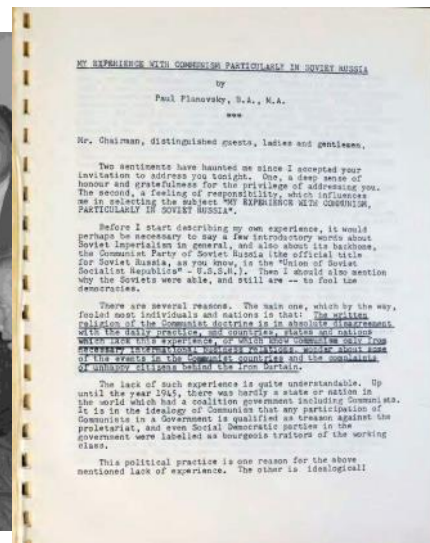 MY EXPERIENCE WITH COMMUNISM PARTICULARLY IN SOVIET RUSSIA
by
Paul Planovsky, B.A., M.A.
***
Mr. Chairman, distinguished guests, ladies and gentlemen,
Two sentiments have haunted me since I accepted your
invitation to address you tonight. One, a deep sense of
honour and gratefulness for the privilege of addressing you.
The second, a feeling of responsibility, which influences
me in selecting the subject "MY EXPERIENCE WITH COMMUNISM,
PARTICULARLY IN SOVIET RUSSIA".
Before I start describing my own experience, it would
perhaps be necessary to say a few introductory words about
Soviet Imperialism in general, and also about its backbone,
the Communist Party of Soviet Russia (the official title
for Soviet Russia, as you know, is the "Union of Soviet
Socialist Republics" - U.S.S.R.). Then I should also mention
why the Soviets were able, and still are -- to fool the
democracies.
There are several reasons. The main one, which by the way,
fooled most individuals and nations is that: The written
religion of the Communist doctrine is in absolute disagreement
with the daily practice, and countries, states and nations
which lack this experience, or which know communism only from
necessary international business relations, wonder about some
of the events in the Communist countries and the complaints
of unhappy citizens behind the Iron Curtain.
The lack of such experience is quite understandable. Up
until the year 1945, there was hardly a state or nation in
the world which had a coalition government including Communists.
It is in the idealogy of Communism that any participation of
Communists in a Government is qualified as treason against the
proletariat, and even Social Democratic parties in the
government were labelled as bourgeois traitors of the working
class.
This political practice is one reason for the above
mentioned lack of experience. The other is idealogical!